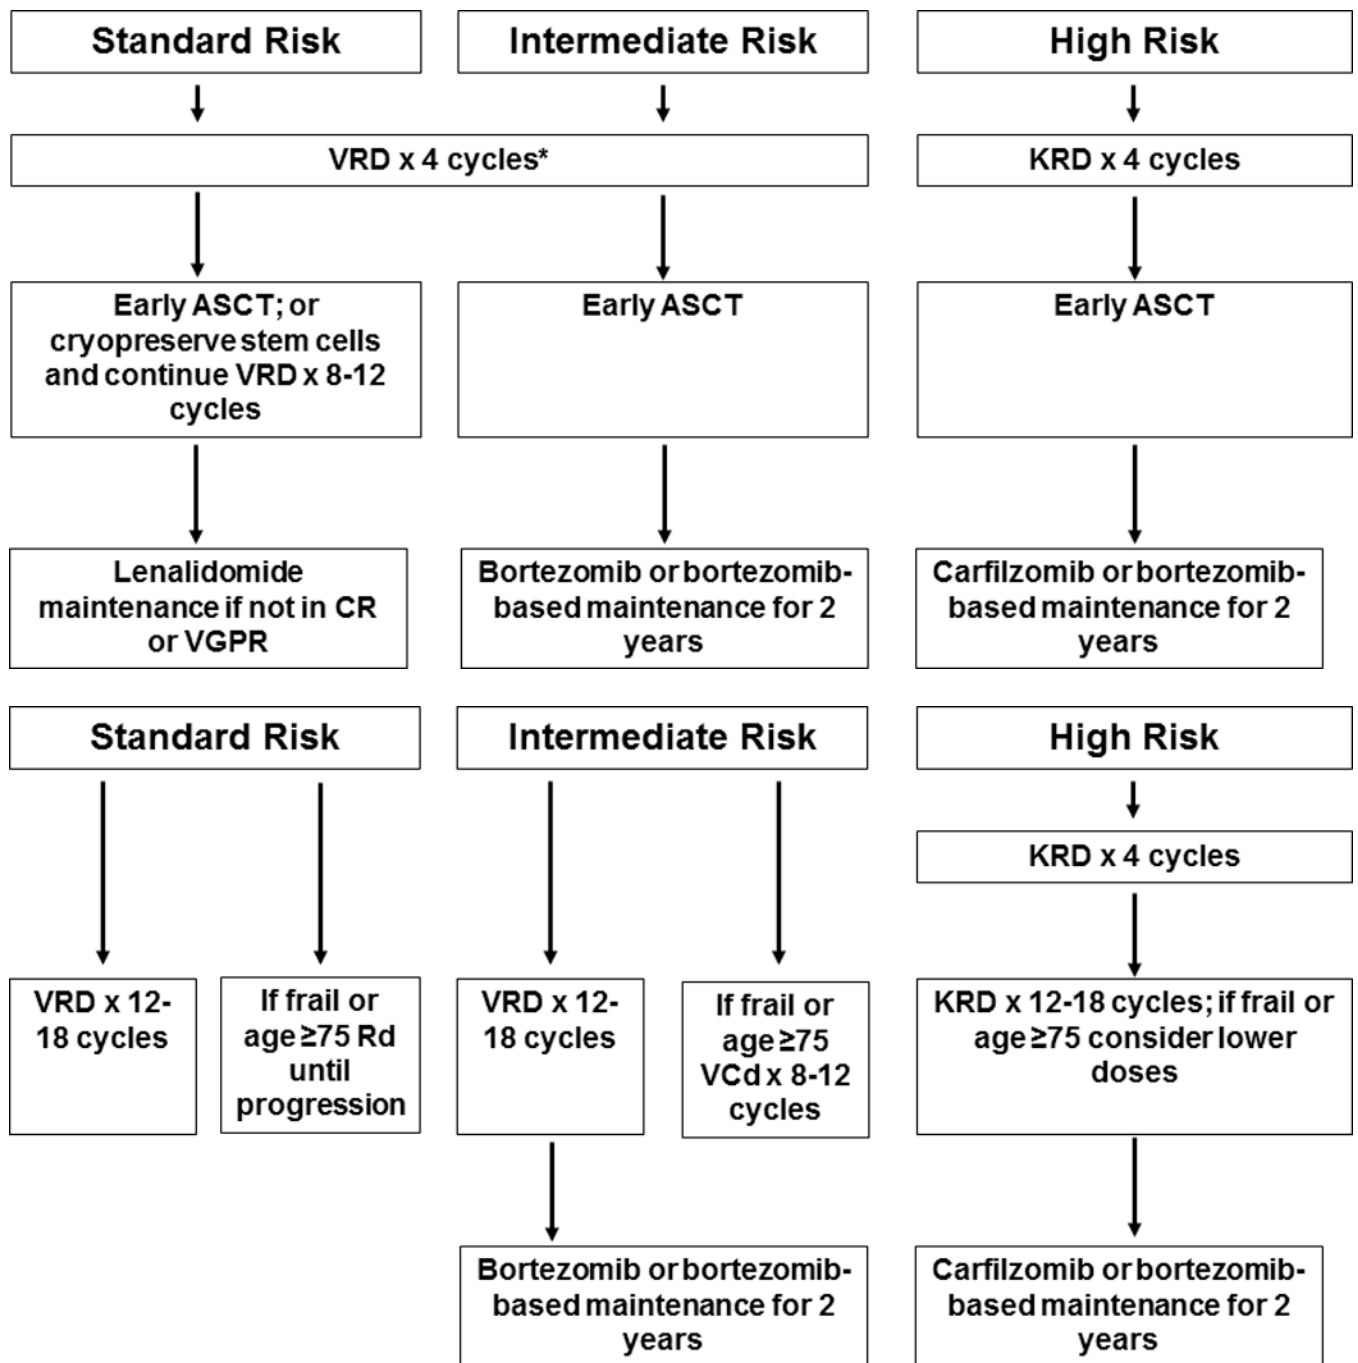 Standard Risk
Intermediate Risk
High Risk
VRD x 4 cycles*
KRD x 4 cycles
Early ASCT; or
cryopreserve stem cells
and continue VRD x 8-12
cycles
Early ASCT
Early ASCT
Lenalidomide
maintenance if not in CR
or VGPR
Bortezomib or bortezomib-
based maintenance for 2
years
Carfilzomib or bortezomib-
based maintenance for 2
years
Standard Risk
Intermediate Risk
High Risk
KRD x 4 cycles
VRD x 12-
18 cycles
If frail or
age ≥75 Rd
until
progression
VRD x 12-
18 cycles
If frail or
age ≥75
VCd x 8-12
cycles
KRD x 12-18 cycles; if frail or
age ≥75 consider lower
doses
Bortezomib or bortezomib-
based maintenance for 2
years
Carfilzomib or bortezomib-
based maintenance for 2
years